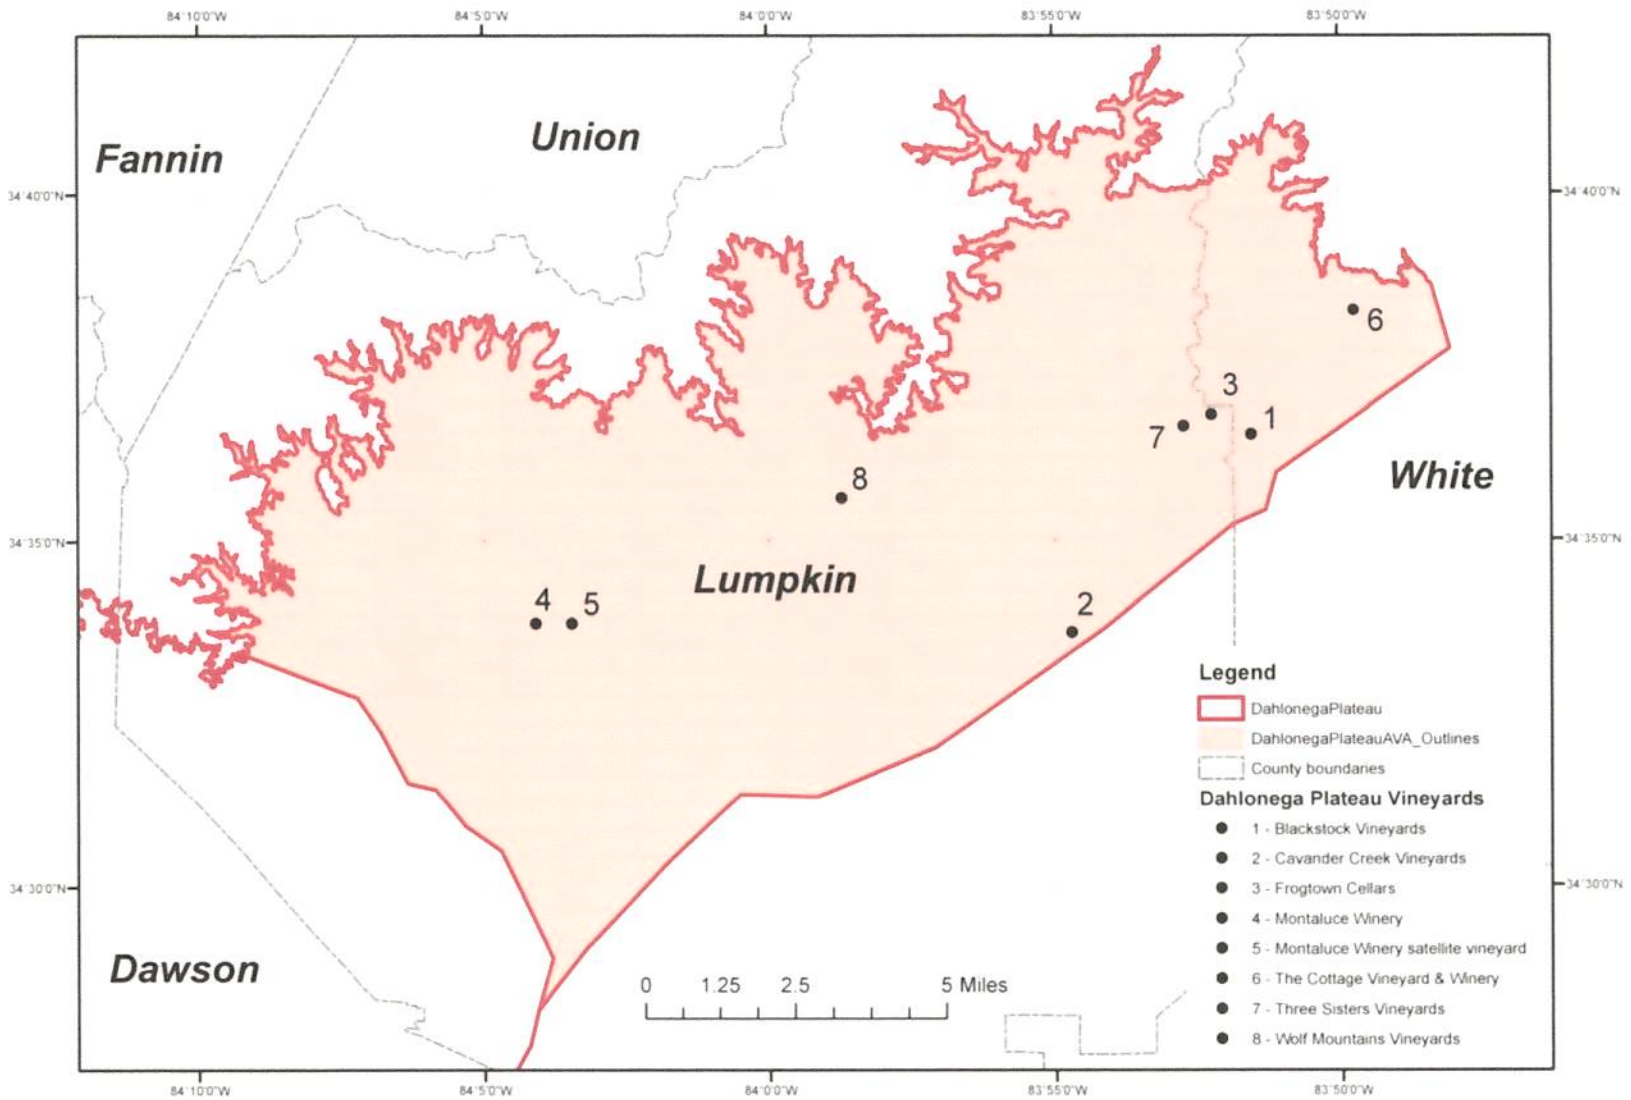 84°10'0"W 84°5'0"W 84°0'0"W 83°55'0"W 83°50'0"W
Fannin
Union
34°40'0"N 34°40'0"N
6
3
1
7
White
8
34°35'0"N 34°35'0"N
Lumpkin
4 5
2
Legend
DahlonegaPlateau
DahlonegaPlateauAVA_Outlines
County boundaries
Dahlonega Plateau Vineyards
1 - Blackstock Vineyards
2 - Cavander Creek Vineyards
34°30'0"N 34°30'0"N
3 - Frogtown Cellars
4 - Montaluce Winery
5 - Montaluce Winery satellite vineyard
Dawson
6 - The Cottage Vineyard & Winery
0 1.25 2.5 5 Miles
7 - Three Sisters Vineyards
8 - Wolf Mountains Vineyards
84°10'0"W 84°5'0"W 84°0'0"W 83°55'0"W 83°50'0"W